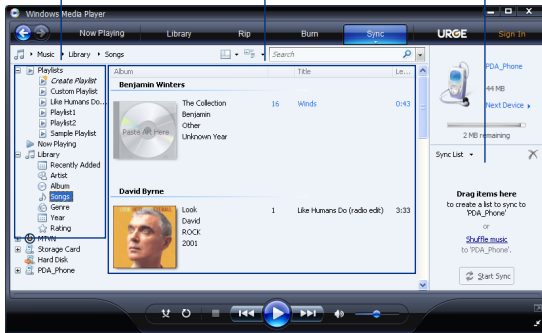 Windows Media Player
Now Playing Library Rip Burn Sync URGE Sign In
Music Library Songs Search
Playlists
Create Playlist
Custom Playlist
Like Humans Do...
Playlist1
Playlist2
Sample Playlist
Now Playing
Library
Recently Added
Artist
Album
Songs
Genre
Year
Rating
MTVN
Storage Card
Hard Disk
PDA_Phone
Album Title Le...
Benjamin Winters
Paste Art Here
The Collection 16 Winds 0:43
Benjamin
Other
Unknown Year
David Byrne
Look 1 Like Humans Do (radio edit) 3:33
David
ROCK
2001
PDA_Phone
44 MB
Next Device
2 MB remaining
Sync List
Drag items here
to create a list to sync to
'PDA_Phone'
or
Shuffle music
to 'PDA_Phone'.
Start Sync